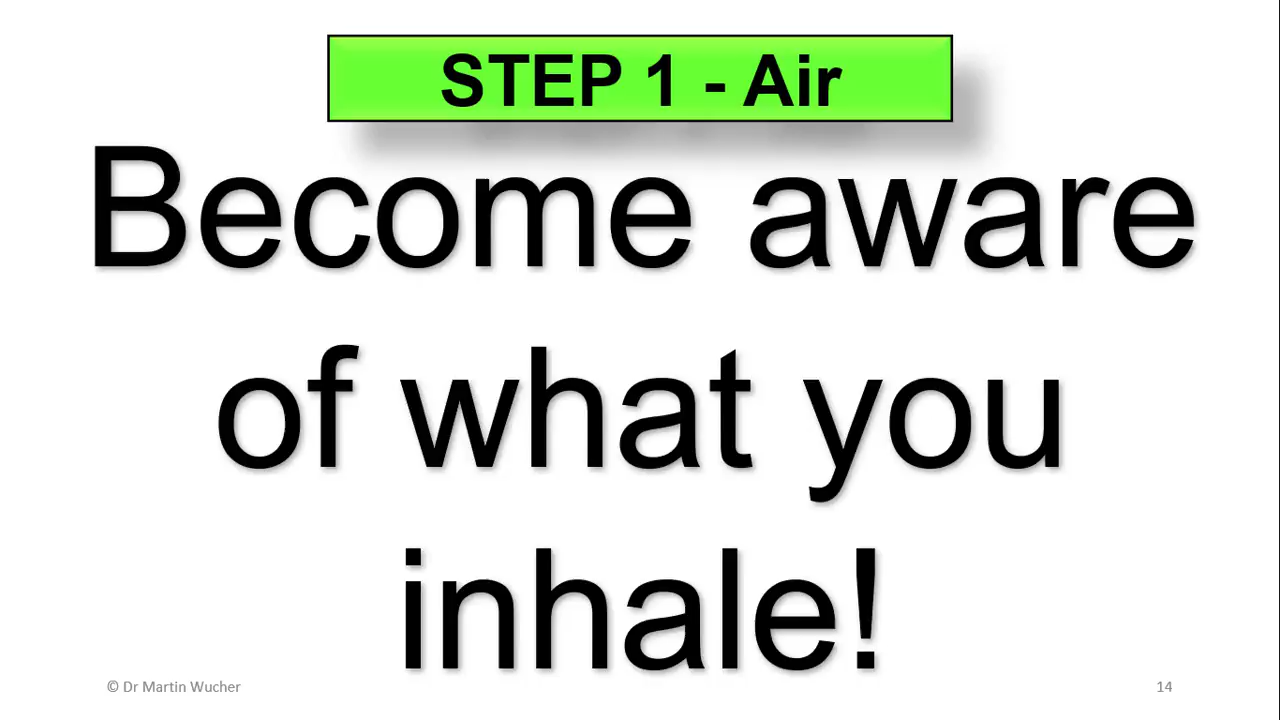 STEP 1 - Air
Become aware
of what you
inhale!
© Dr Martin Wucher
14